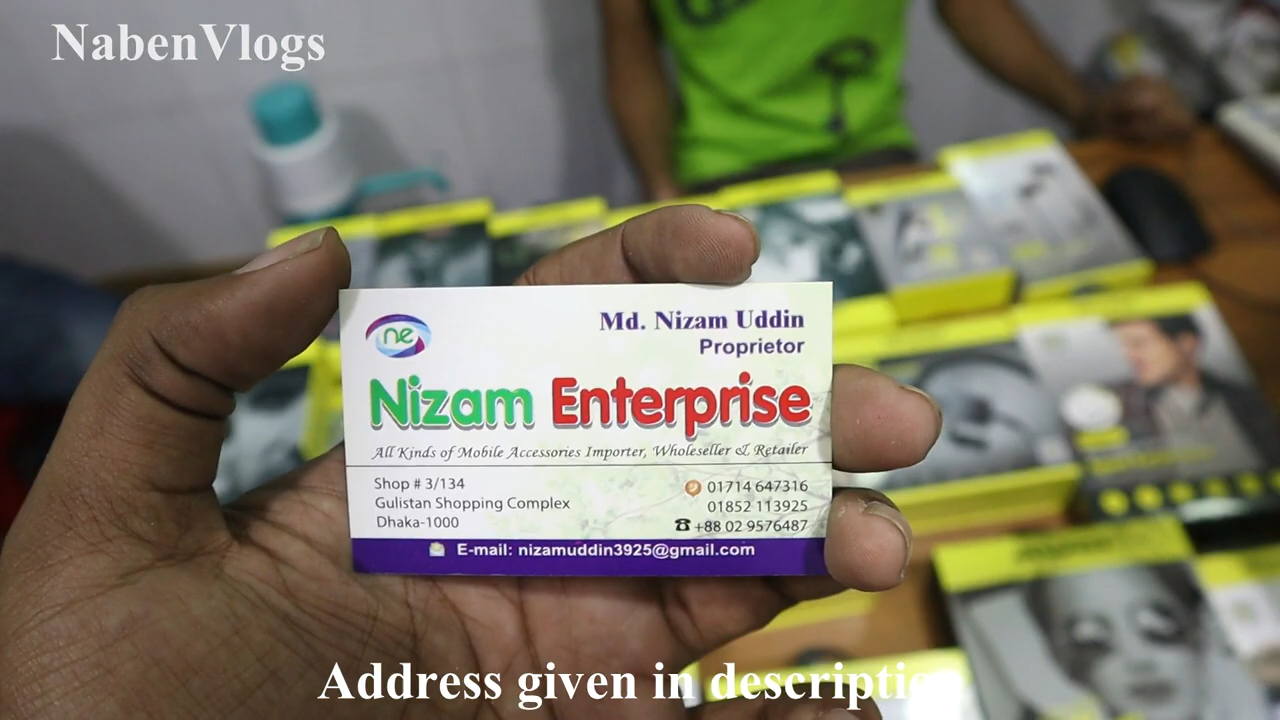 NabenVlogs
ne
Md. Nizam Uddin
Proprietor
Nizam Enterprise
All Kinds of Mobile Accessories Importer, Wholeseller & Retailer
Shop # 3/134
Gulistan Shopping Complex
Dhaka-1000
01714 647316
01852 113925
+88 02 9576487
E-mail: nizamuddin3925@gmail.com
Address given in description